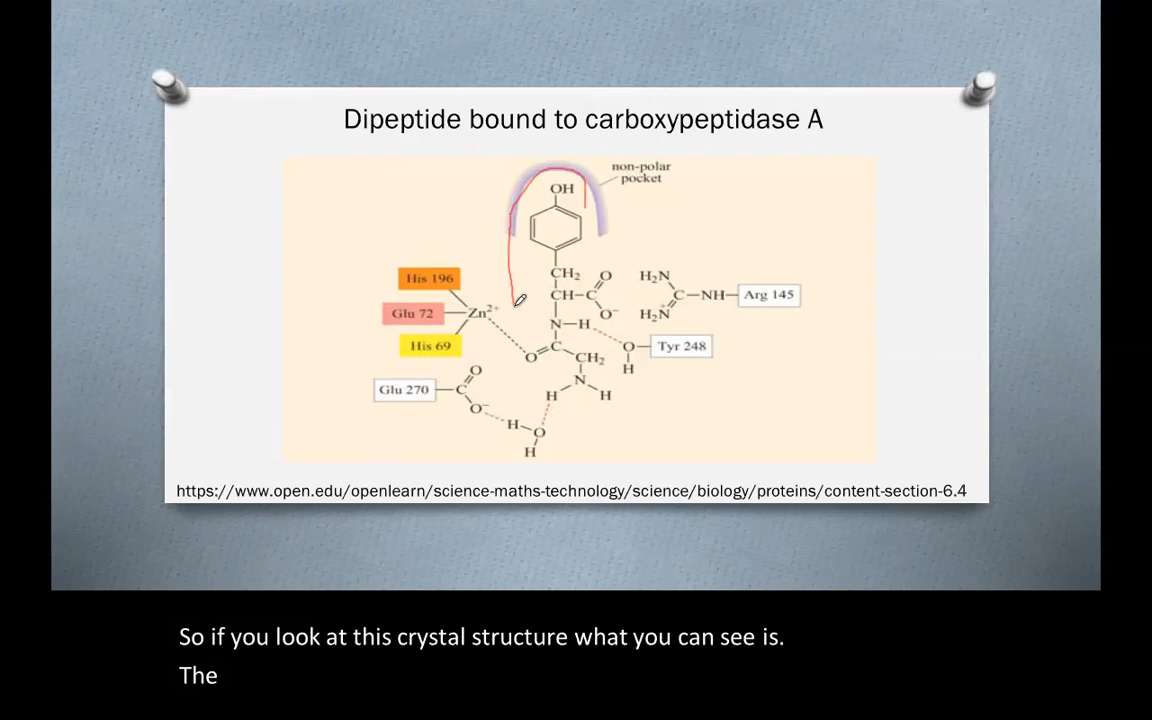 Dipeptide bound to carboxypeptidase A
non-polar
pocket
OH
CH₂
O
His 196
H₂N
CH–C
C–NH–Arg 145
Glu 72
Zn²⁺
O⁻
H₂N⁺
N–H
His 69
O=C
O–Tyr 248
CH₂
H
O
Glu 270
C
N
H
H
O⁻
H–O
H
https://www.open.edu/openlearn/science-maths-technology/science/biology/proteins/content-section-6.4
So if you look at this crystal structure what you can see is.
The